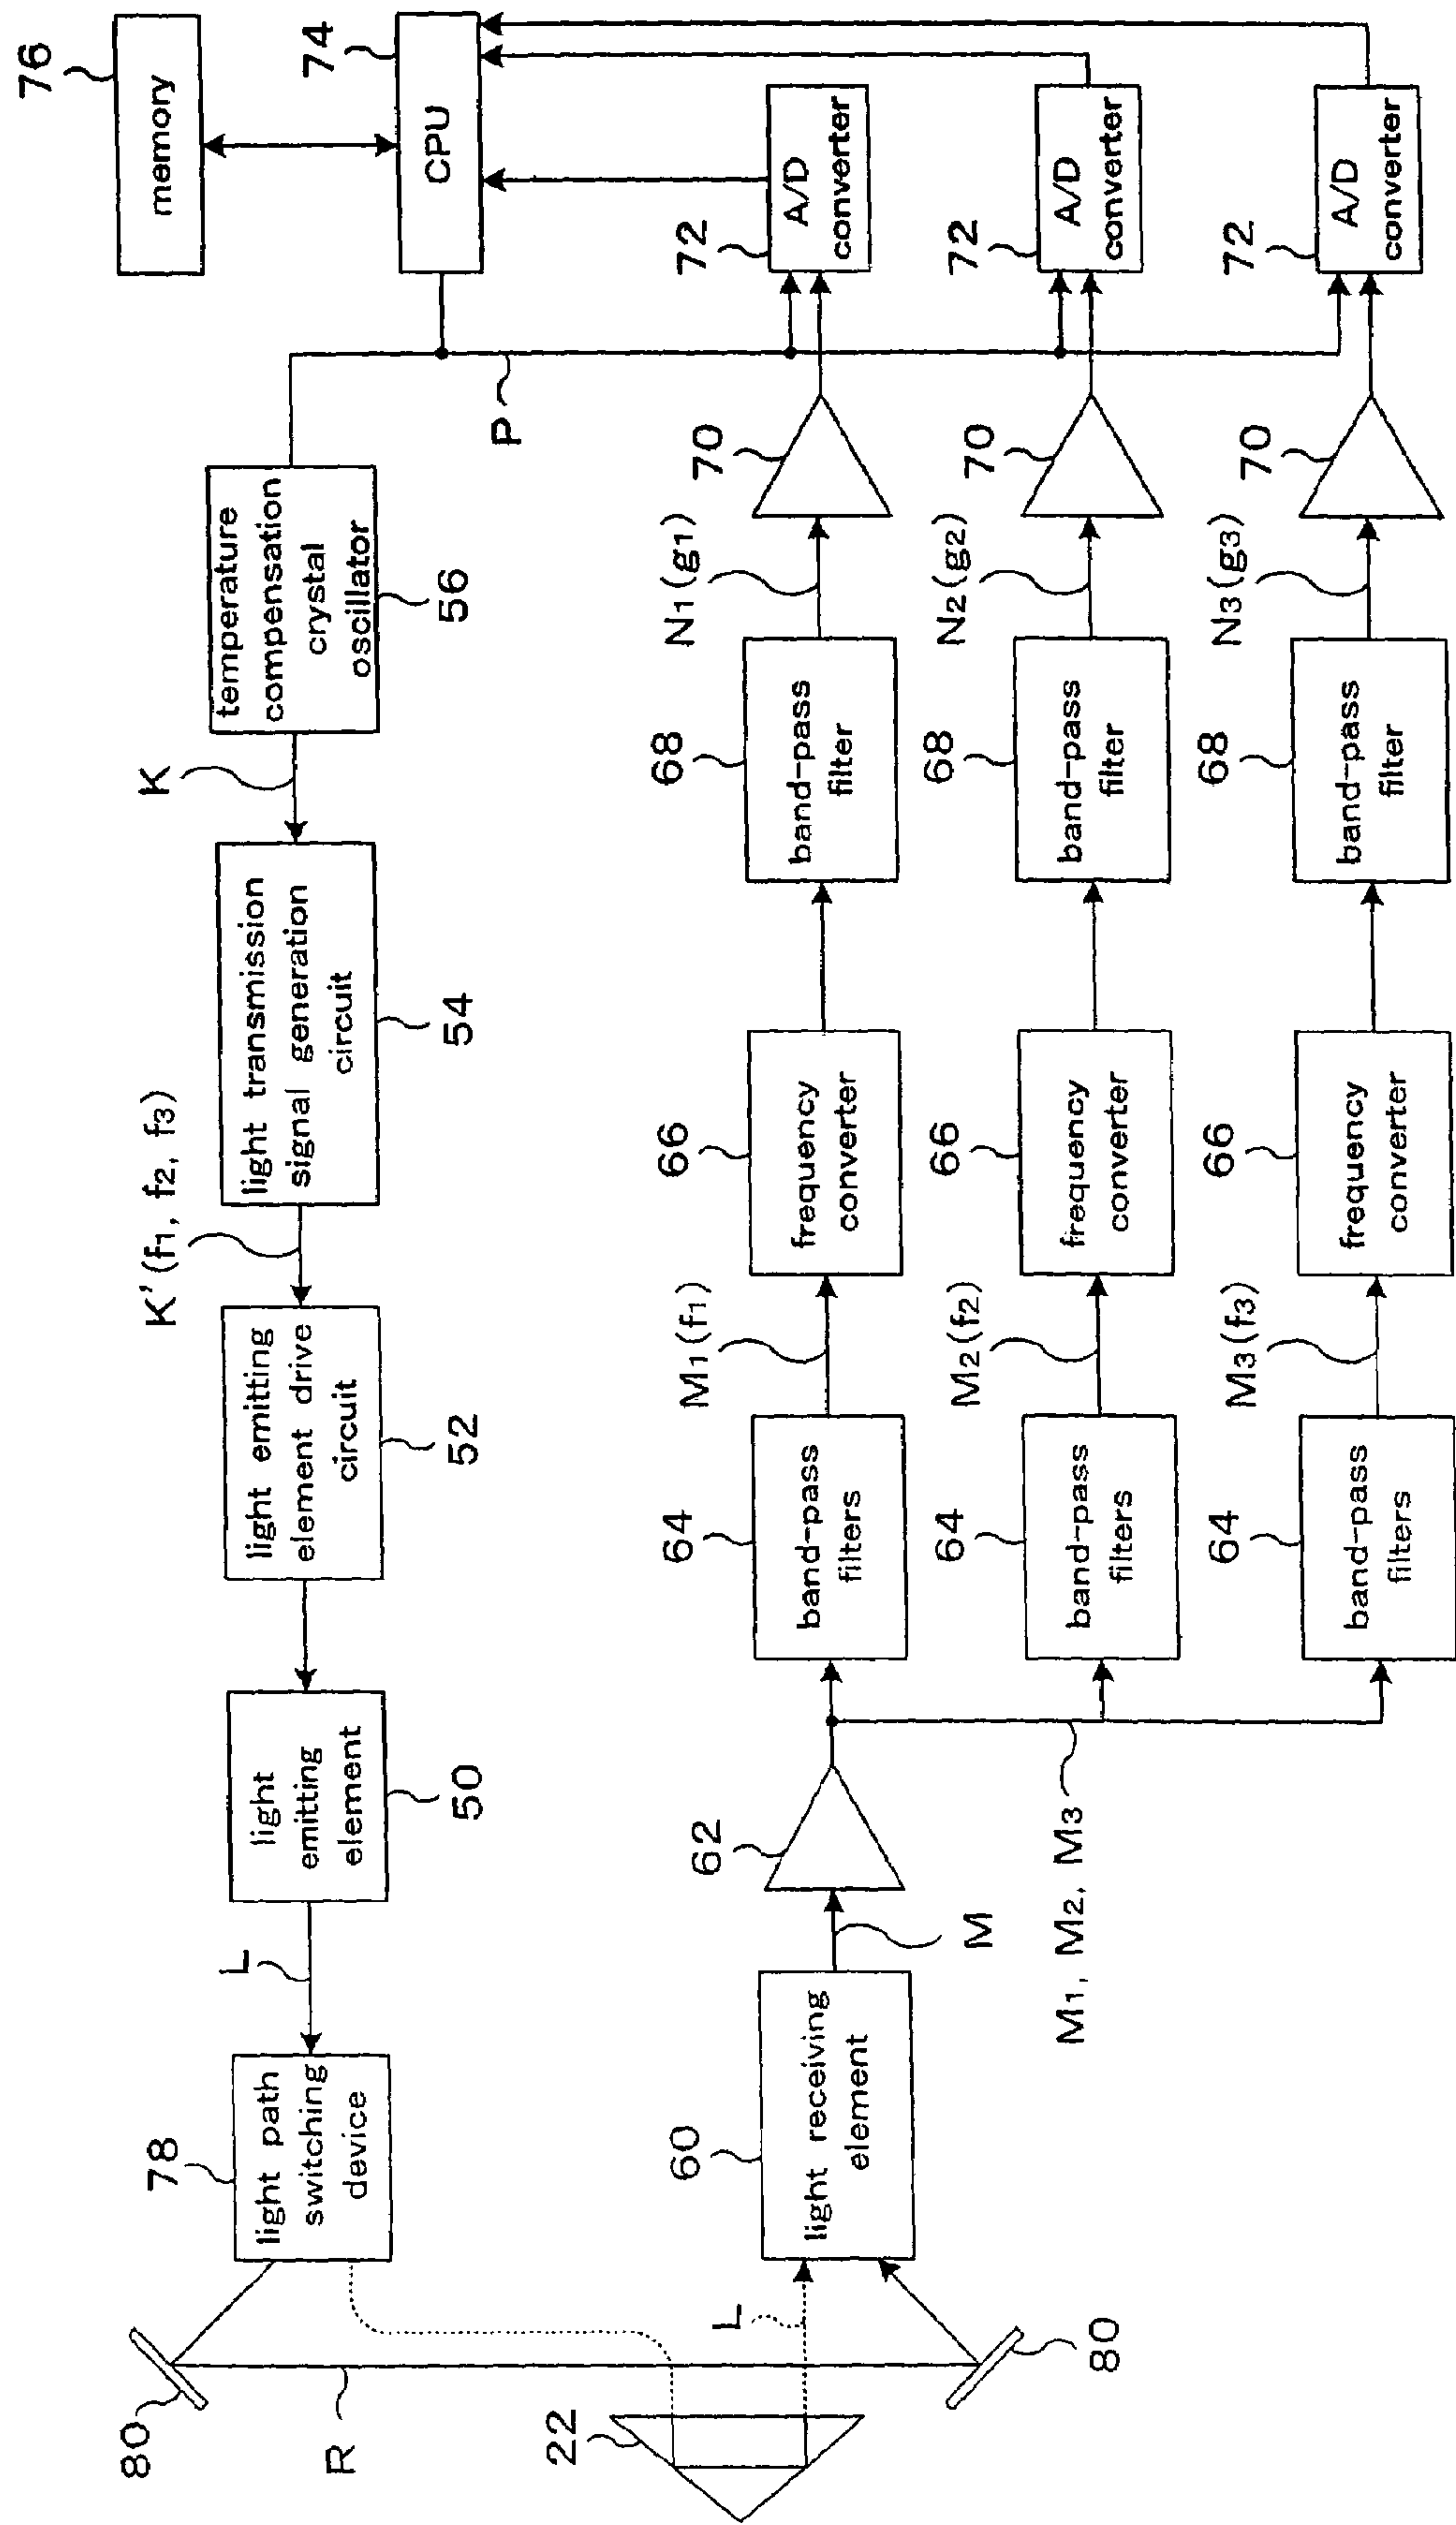 78
light path
switching
device
L
light
emitting
element
50
light emitting
element drive
circuit
52
K'(f1, f2, f3)
light transmission
signal generation
circuit
54
K
temperature
compensation
crystal
oscillator
56
76
memory
74
CPU
P
80
R
22
L
80
60
light receiving
element
M
62
M1, M2, M3
64
band-pass
filters
M1(f1)
66
frequency
converter
68
band-pass
filter
N1(g1)
70
72
A/D
converter
64
band-pass
filters
M2(f2)
66
frequency
converter
68
band-pass
filter
N2(g2)
70
72
A/D
converter
64
band-pass
filters
M3(f3)
66
frequency
converter
68
band-pass
filter
N3(g3)
70
72
A/D
converter